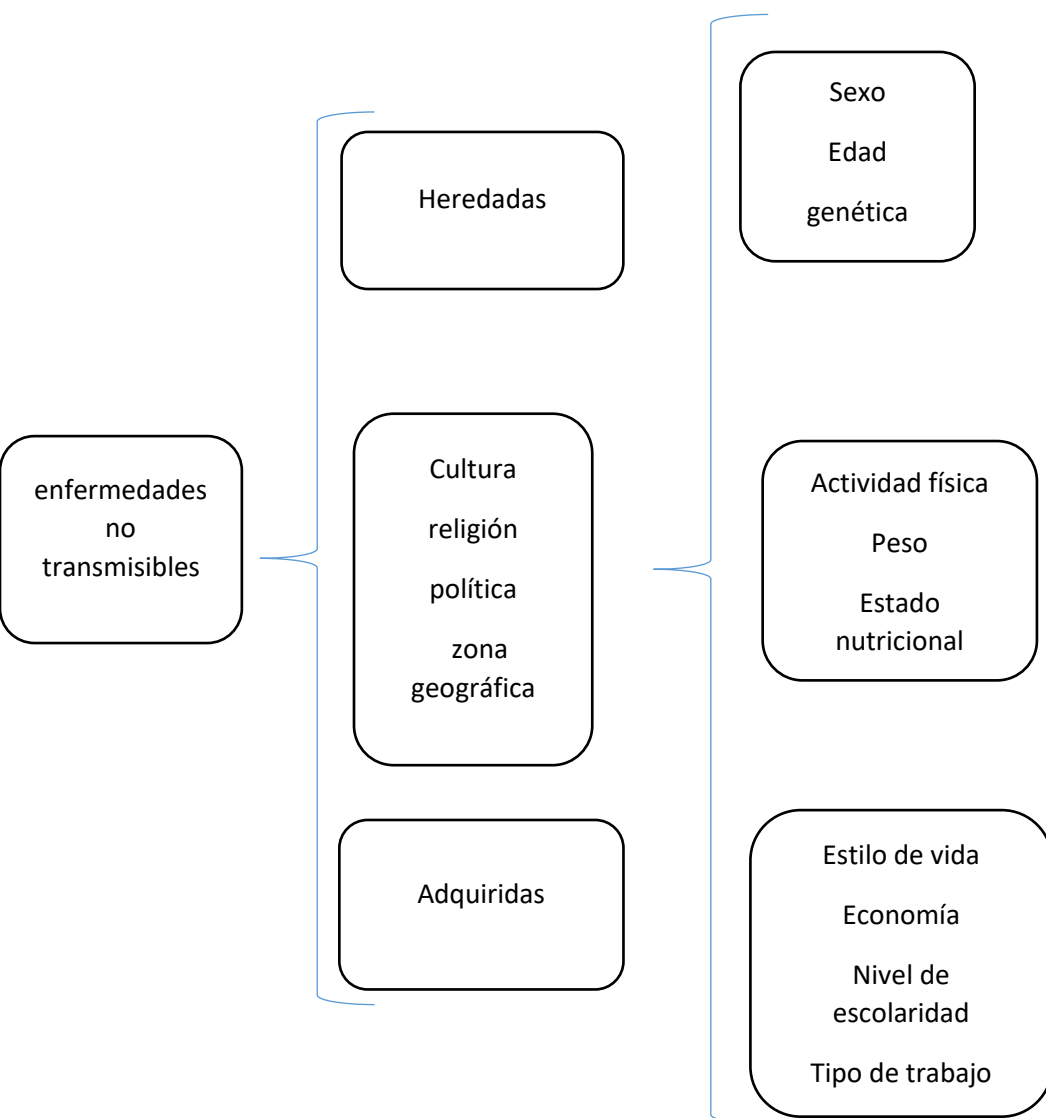 enfermedades
no
transmisibles
Heredadas
Cultura
religión
política
zona
geográfica
Adquiridas
Sexo
Edad
genética
Actividad física
Peso
Estado
nutricional
Estilo de vida
Economía
Nivel de
escolaridad
Tipo de trabajo